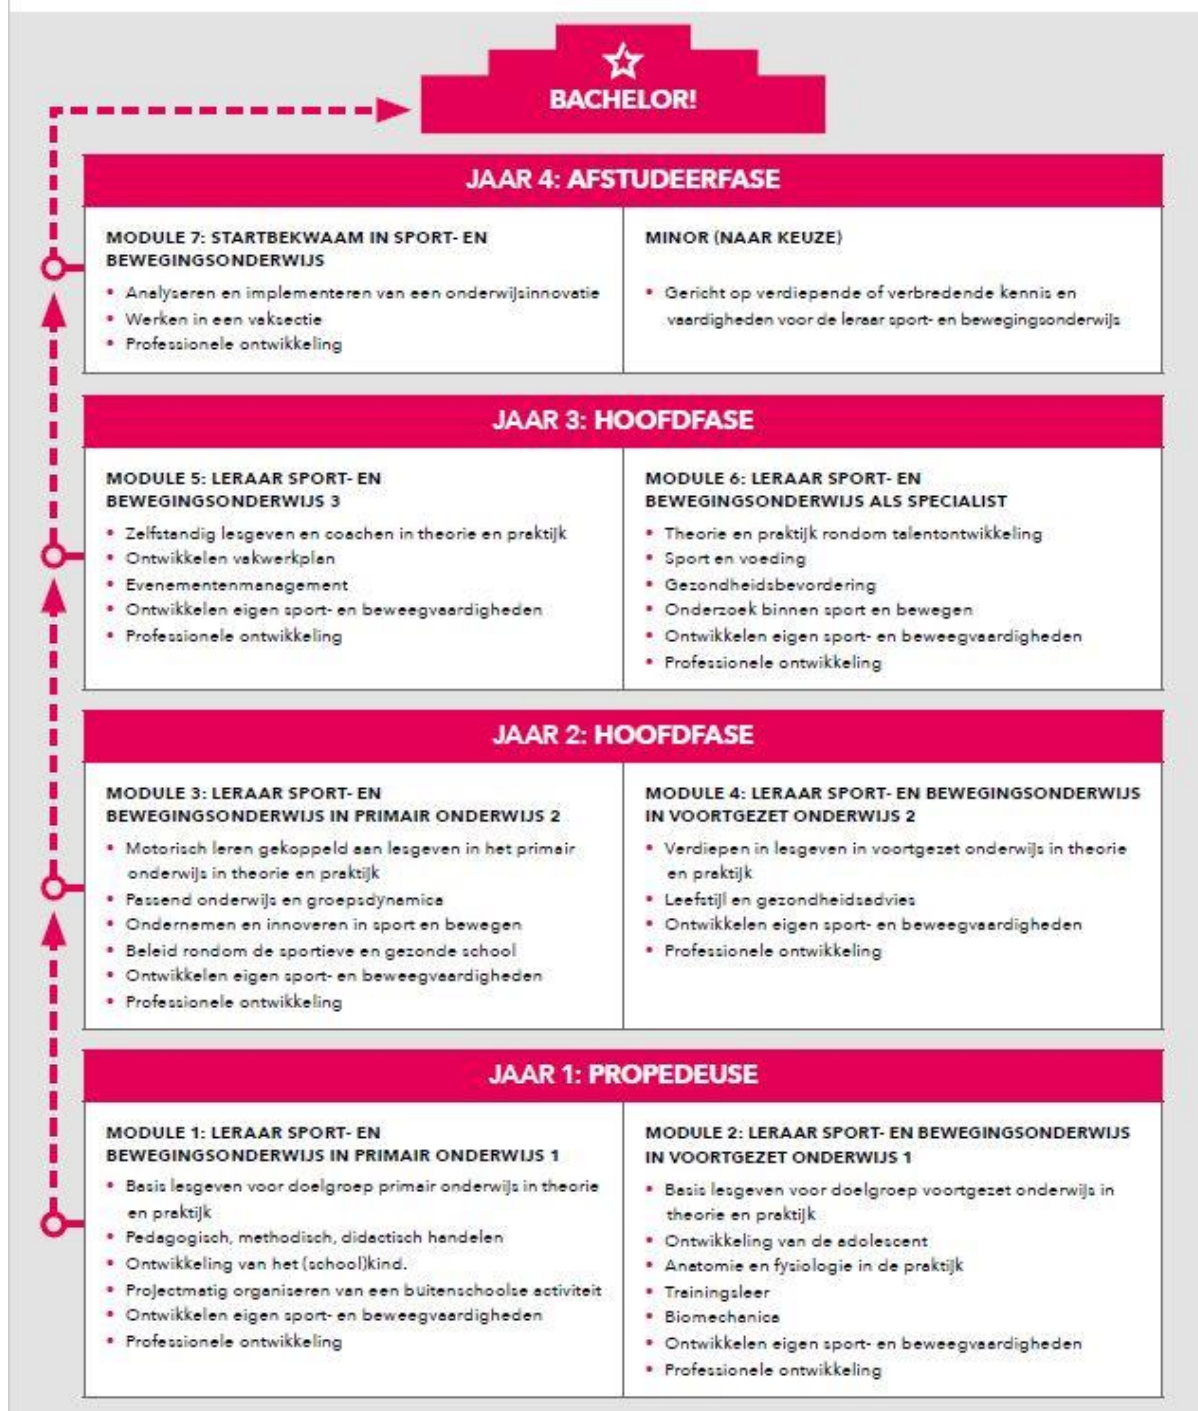 BACHELOR!
JAAR 4: AFSTUDEERFASE
MODULE 7: STARTBEKWAAM IN SPORT- EN
BEWEGINGSONDERWIJS
• Analyseren en implementeren van een onderwijsinnovatie
• Werken in een vaksectie
• Professionele ontwikkeling
MINOR (NAAR KEUZE)
• Gericht op verdiepende of verbredende kennis en
vaardigheden voor de leraar sport- en bewegingsonderwijs
JAAR 3: HOOFDFASE
MODULE 5: LERAAR SPORT- EN
BEWEGINGSONDERWIJS 3
• Zelfstandig lesgeven en coachen in theorie en praktijk
• Ontwikkelen vakwerkplan
• Evenementenmanagement
• Ontwikkelen eigen sport- en beweegvaardigheden
• Professionele ontwikkeling
MODULE 6: LERAAR SPORT- EN
BEWEGINGSONDERWIJS ALS SPECIALIST
• Theorie en praktijk rondom talentontwikkeling
• Sport en voeding
• Gezondheidsbevordering
• Onderzoek binnen sport en bewegen
• Ontwikkelen eigen sport- en beweegvaardigheden
• Professionele ontwikkeling
JAAR 2: HOOFDFASE
MODULE 3: LERAAR SPORT- EN
BEWEGINGSONDERWIJS IN PRIMAIR ONDERWIJS 2
• Motorisch leren gekoppeld aan lesgeven in het primair
onderwijs in theorie en praktijk
• Passend onderwijs en groepsdynamica
• Ondernemen en innoveren in sport en bewegen
• Beleid rondom de sportieve en gezonde school
• Ontwikkelen eigen sport- en beweegvaardigheden
• Professionele ontwikkeling
MODULE 4: LERAAR SPORT- EN BEWEGINGSONDERWIJS
IN VOORTGEZET ONDERWIJS 2
• Verdiepen in lesgeven in voortgezet onderwijs in theorie
en praktijk
• Leefstijl en gezondheidsadvies
• Ontwikkelen eigen sport- en beweegvaardigheden
• Professionele ontwikkeling
JAAR 1: PROPEDEUSE
MODULE 1: LERAAR SPORT- EN
BEWEGINGSONDERWIJS IN PRIMAIR ONDERWIJS 1
• Basis lesgeven voor doelgroep primair onderwijs in theorie
en praktijk
• Pedagogisch, methodisch, didactisch handelen
• Ontwikkeling van het (school)kind.
• Projectmatig organiseren van een buitenschoolse activiteit
• Ontwikkelen eigen sport- en beweegvaardigheden
• Professionele ontwikkeling
MODULE 2: LERAAR SPORT- EN BEWEGINGSONDERWIJS
IN VOORTGEZET ONDERWIJS 1
• Basis lesgeven voor doelgroep voortgezet onderwijs in
theorie en praktijk
• Ontwikkeling van de adolescent
• Anatomie en fysiologie in de praktijk
• Trainingsleer
• Biomechanica
• Ontwikkelen eigen sport- en beweegvaardigheden
• Professionele ontwikkeling